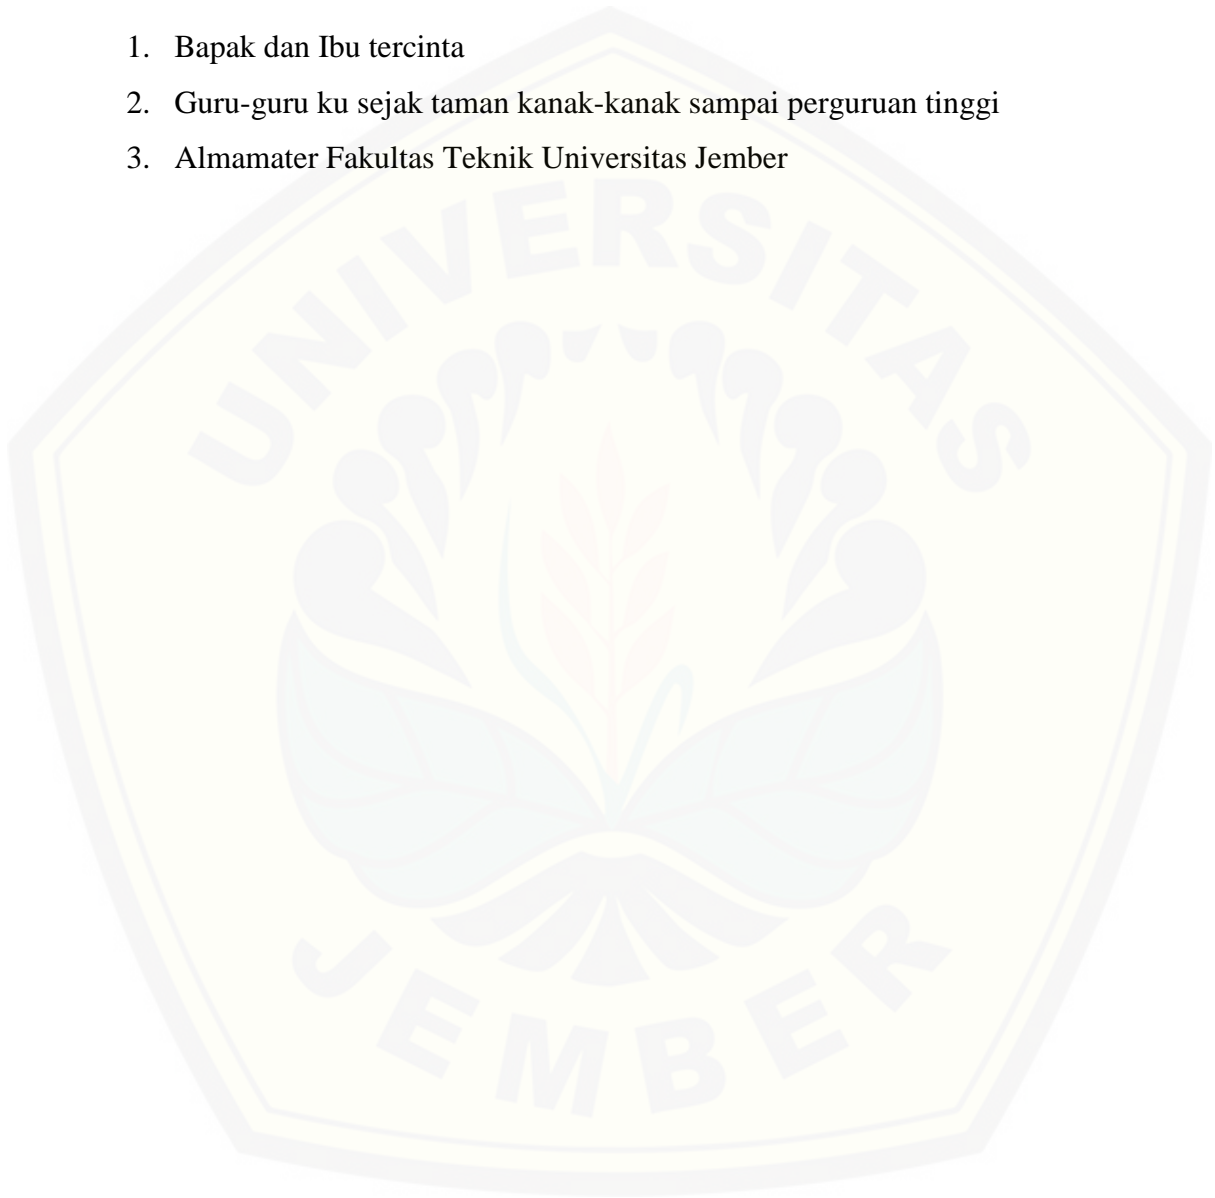 1. Bapak dan Ibu tercinta
2. Guru-guru ku sejak taman kanak-kanak sampai perguruan tinggi
3. Almamater Fakultas Teknik Universitas Jember
UNIVERSITAS
JEMBER